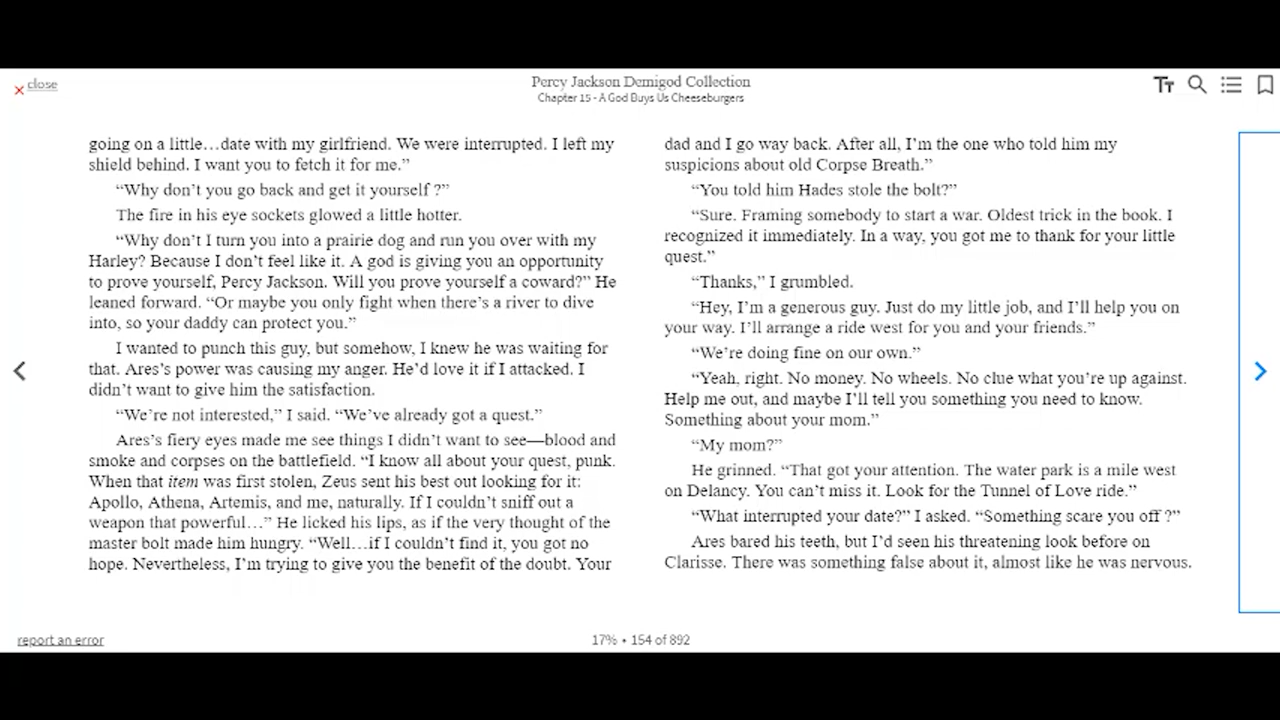 close
Percy Jackson Demigod Collection
Chapter 15 - A God Buys Us Cheeseburgers
going on a little…date with my girlfriend. We were interrupted. I left my
shield behind. I want you to fetch it for me.”
“Why don’t you go back and get it yourself ?”
The fire in his eye sockets glowed a little hotter.
“Why don’t I turn you into a prairie dog and run you over with my
Harley? Because I don’t feel like it. A god is giving you an opportunity
to prove yourself, Percy Jackson. Will you prove yourself a coward?” He
leaned forward. “Or maybe you only fight when there’s a river to dive
into, so your daddy can protect you.”
I wanted to punch this guy, but somehow, I knew he was waiting for
that. Ares’s power was causing my anger. He’d love it if I attacked. I
didn’t want to give him the satisfaction.
“We’re not interested,” I said. “We’ve already got a quest.”
Ares’s fiery eyes made me see things I didn’t want to see—blood and
smoke and corpses on the battlefield. “I know all about your quest, punk.
When that item was first stolen, Zeus sent his best out looking for it:
Apollo, Athena, Artemis, and me, naturally. If I couldn’t sniff out a
weapon that powerful…” He licked his lips, as if the very thought of the
master bolt made him hungry. “Well…if I couldn’t find it, you got no
hope. Nevertheless, I’m trying to give you the benefit of the doubt. Your
dad and I go way back. After all, I’m the one who told him my
suspicions about old Corpse Breath.”
“You told him Hades stole the bolt?”
“Sure. Framing somebody to start a war. Oldest trick in the book. I
recognized it immediately. In a way, you got me to thank for your little
quest.”
“Thanks,” I grumbled.
“Hey, I’m a generous guy. Just do my little job, and I’ll help you on
your way. I’ll arrange a ride west for you and your friends.”
“We’re doing fine on our own.”
“Yeah, right. No money. No wheels. No clue what you’re up against.
Help me out, and maybe I’ll tell you something you need to know.
Something about your mom.”
“My mom?”
He grinned. “That got your attention. The water park is a mile west
on Delancy. You can’t miss it. Look for the Tunnel of Love ride.”
“What interrupted your date?” I asked. “Something scare you off ?”
Ares bared his teeth, but I’d seen his threatening look before on
Clarisse. There was something false about it, almost like he was nervous.
report an error
17% • 154 of 892